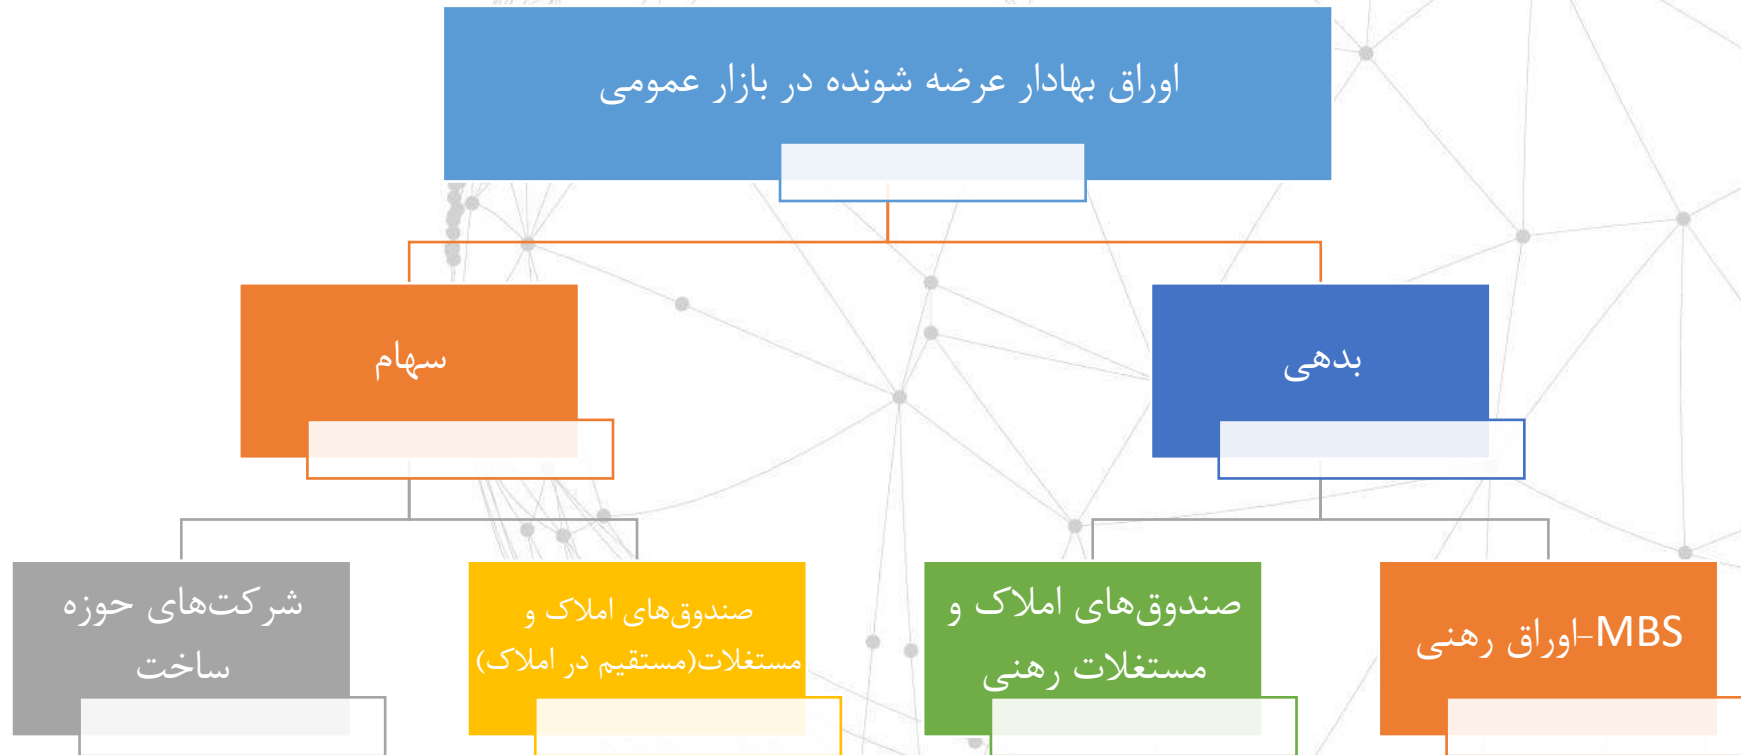 اوراق بهادار عرضه شونده در بازار عمومی
بدهی
سهام
MBS-اوراق رهنی
صندوق‌های املاک و
مستغلات رهنی
صندوق‌های املاک و
مستغلات(مستقیم در املاک)
شرکت‌های حوزه
ساخت